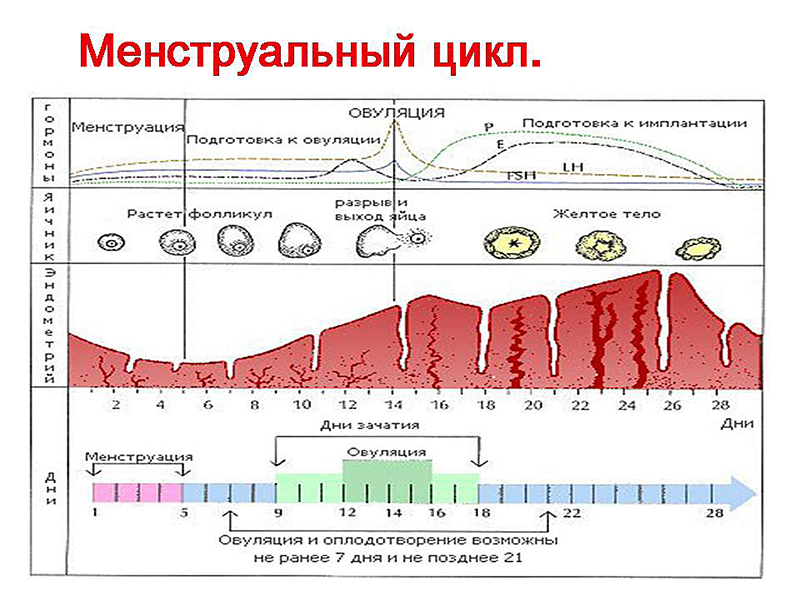 Менструальный цикл.
ГОРМОНЫ
Менструация
Подготовка к овуляции
ОВУЛЯЦИЯ
P
E
Подготовка к имплантации
FSH
LH
ЯИЧНИК
Растет фолликул
разрыв и
выход яйца
Желтое тело
Эндометрий
2 4 6 8 10 12 14 16 18 20 22 24 26 28
Дни
Дни зачатия
Менструация
Овуляция
Дни
1 5 9 12 14 16 18 22 28
Овуляция и оплодотворение возможны
не ранее 7 дня и не позднее 21